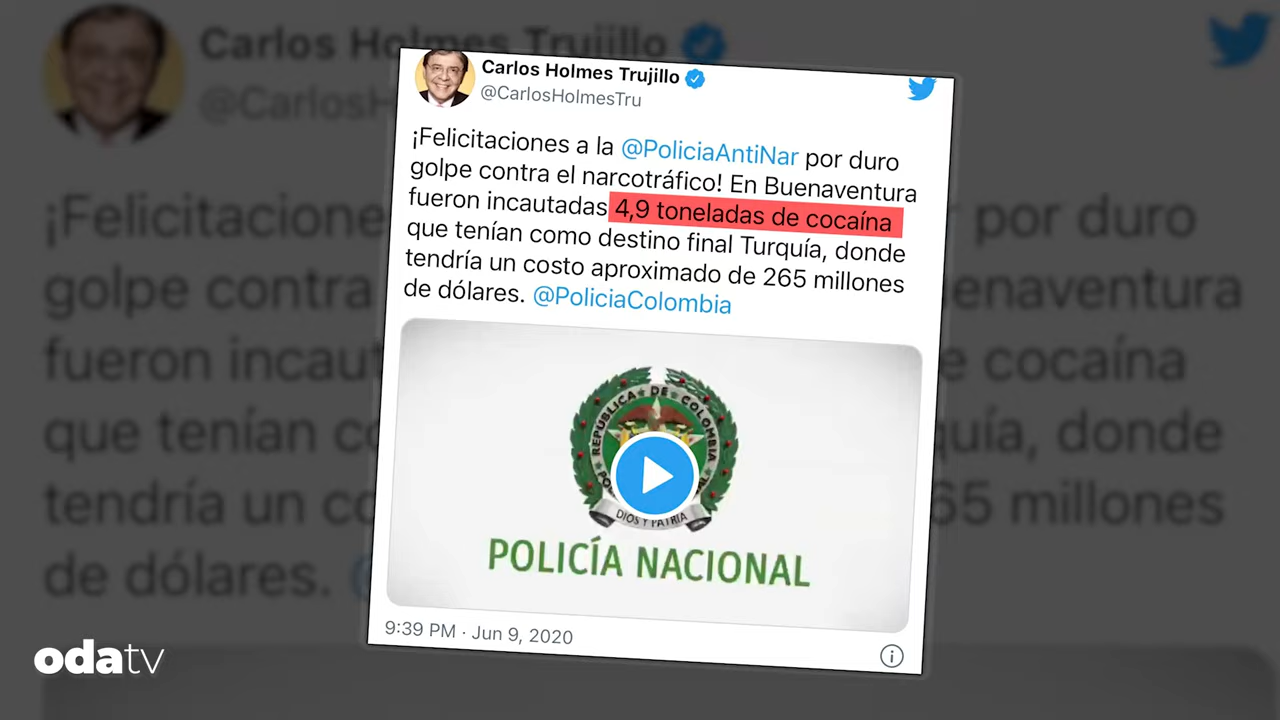 Carlos Holmes Trujillo
@CarlosHolmesTru
¡Felicitaciones a la @PoliciaAntiNar por duro
golpe contra el narcotráfico! En Buenaventura
fueron incautadas 4,9 toneladas de cocaína
que tenían como destino final Turquía, donde
tendría un costo aproximado de 265 millones
de dólares. @PoliciaColombia
REPUBLICA DE COLOMBIA
DIOS Y PATRIA
POLICÍA NACIONAL
9:39 PM · Jun 9, 2020
odatv